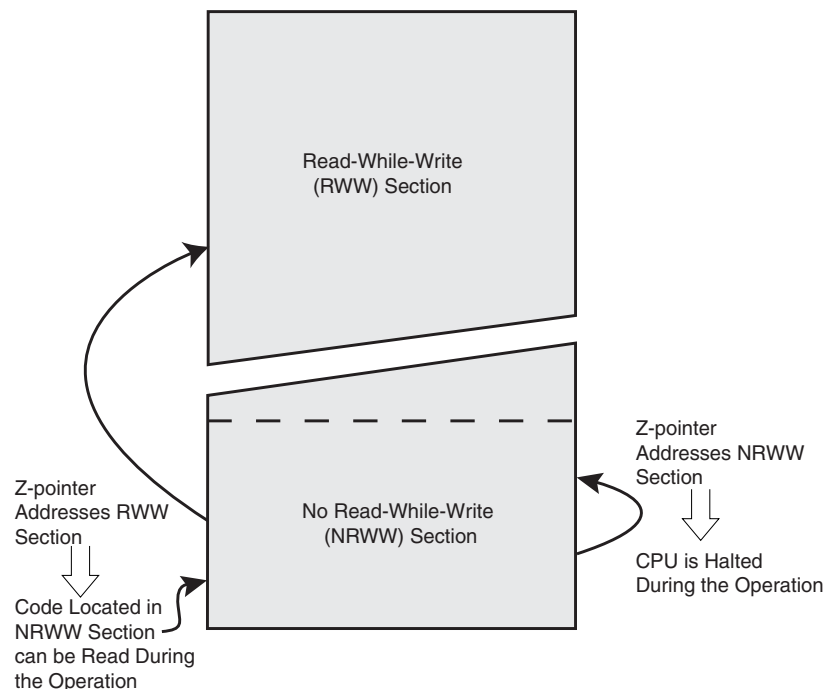 Read-While-Write
(RWW) Section
Z-pointer
Addresses NRWW
Section
Z-pointer
Addresses RWW
Section
No Read-While-Write
(NRWW) Section
CPU is Halted
During the Operation
Code Located in
NRWW Section
can be Read During
the Operation